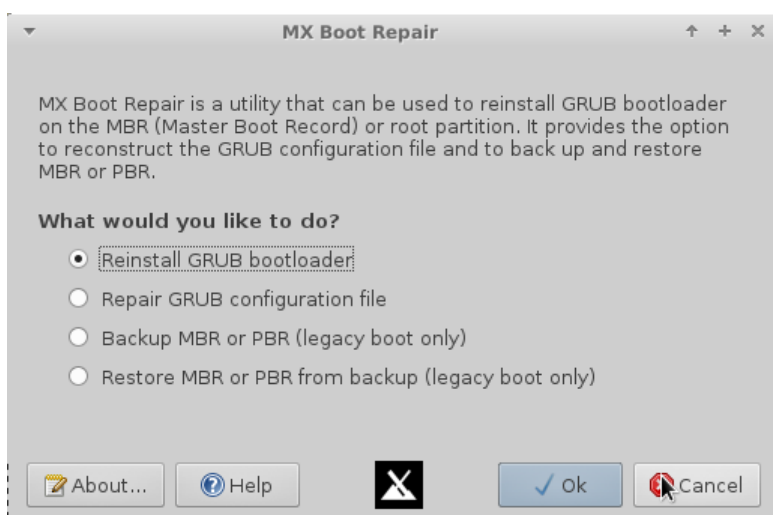 MX Boot Repair
MX Boot Repair is a utility that can be used to reinstall GRUB bootloader
on the MBR (Master Boot Record) or root partition. It provides the option
to reconstruct the GRUB configuration file and to back up and restore
MBR or PBR.
What would you like to do?
Reinstall GRUB bootloader
Repair GRUB configuration file
Backup MBR or PBR (legacy boot only)
Restore MBR or PBR from backup (legacy boot only)
About... Help Ok Cancel